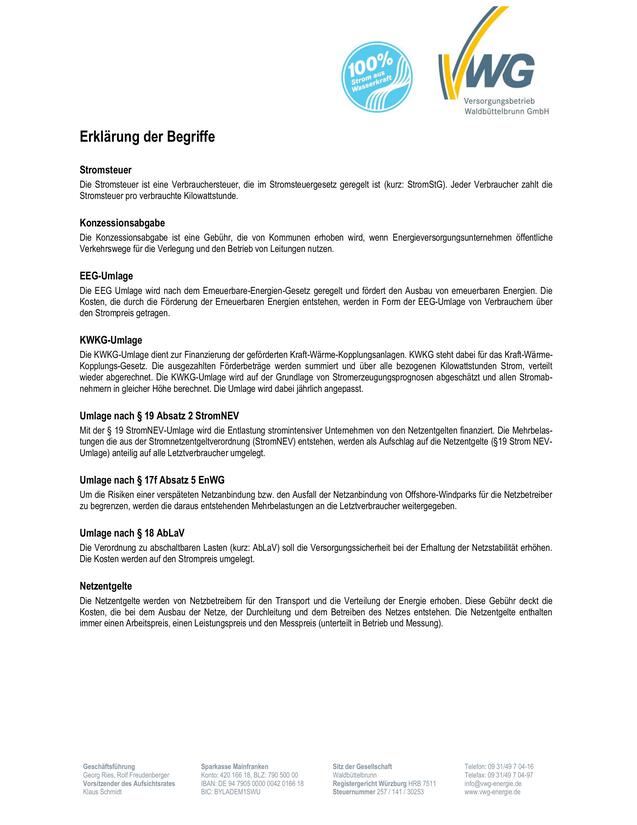 100%
Strom aus
Wasserkraft
VWG
Versorgungsbetrieb
Waldbüttelbrunn GmbH
Erklärung der Begriffe
Stromsteuer
Die Stromsteuer ist eine Verbrauchersteuer, die im Stromsteuergesetz geregelt ist (kurz: StromStG). Jeder Verbraucher zahlt die
Stromsteuer pro verbrauchte Kilowattstunde.
Konzessionsabgabe
Die Konzessionsabgabe ist eine Gebühr, die von Kommunen erhoben wird, wenn Energieversorgungsunternehmen öffentliche
Verkehrswege für die Verlegung und den Betrieb von Leitungen nutzen.
EEG-Umlage
Die EEG Umlage wird nach dem Erneuerbare-Energien-Gesetz geregelt und fördert den Ausbau von erneuerbaren Energien. Die
Kosten, die durch die Förderung der Erneuerbaren Energien entstehen, werden in Form der EEG-Umlage von Verbrauchern über
den Strompreis getragen.
KWKG-Umlage
Die KWKG-Umlage dient zur Finanzierung der geförderten Kraft-Wärme-Kopplungsanlagen. KWKG steht dabei für das Kraft-Wärme-
Kopplungs-Gesetz. Die ausgezahlten Förderbeträge werden summiert und über alle bezogenen Kilowattstunden Strom, verteilt
wieder abgerechnet. Die KWKG-Umlage wird auf der Grundlage von Stromerzeugungsprognosen abgeschätzt und allen Stromab-
nehmern in gleicher Höhe berechnet. Die Umlage wird dabei jährlich angepasst.
Umlage nach § 19 Absatz 2 StromNEV
Mit der § 19 StromNEV-Umlage wird die Entlastung stromintensiver Unternehmen von den Netzentgelten finanziert. Die Mehrbelas-
tungen die aus der Stromnetzentgeltverordnung (StromNEV) entstehen, werden als Aufschlag auf die Netzentgelte (§19 Strom NEV-
Umlage) anteilig auf alle Letztverbraucher umgelegt.
Umlage nach § 17f Absatz 5 EnWG
Um die Risiken einer verspäteten Netzanbindung bzw. den Ausfall der Netzanbindung von Offshore-Windparks für die Netzbetreiber
zu begrenzen, werden die daraus entstehenden Mehrbelastungen an die Letztverbraucher weitergegeben.
Umlage nach § 18 AbLaV
Die Verordnung zu abschaltbaren Lasten (kurz: AbLaV) soll die Versorgungssicherheit bei der Erhaltung der Netzstabilität erhöhen.
Die Kosten werden auf den Strompreis umgelegt.
Netzentgelte
Die Netzentgelte werden von Netzbetreibern für den Transport und die Verteilung der Energie erhoben. Diese Gebühr deckt die
Kosten, die bei dem Ausbau der Netze, der Durchleitung und dem Betreiben des Netzes entstehen. Die Netzentgelte enthalten
immer einen Arbeitspreis, einen Leistungspreis und den Messpreis (unterteilt in Betrieb und Messung).
Geschäftsführung
Georg Ries, Rolf Freudenberger
Vorsitzender des Aufsichtsrates
Klaus Schmidt
Sparkasse Mainfranken
Konto: 420 166 18, BLZ: 790 500 00
IBAN: DE 94 7905 0000 0042 0166 18
BIC: BYLADEM1SWU
Sitz der Gesellschaft
Waldbüttelbrunn
Registergericht Würzburg HRB 7511
Steuernummer 257 / 141 / 30253
Telefon: 09 31/49 7 04-16
Telefax: 09 31/49 7 04-97
info@vwg-energie.de
www.vwg-energie.de